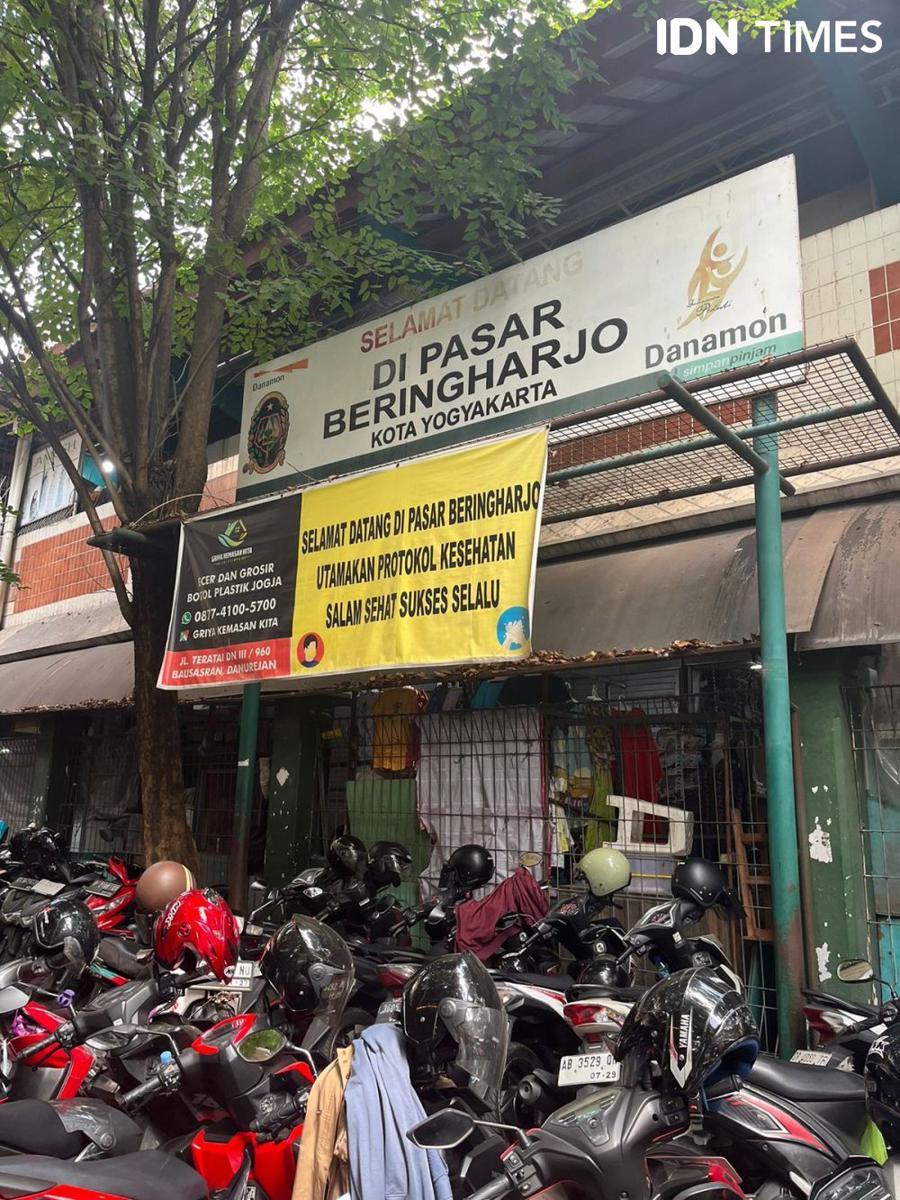 IDN TIMES
SELAMAT DATANG
DI PASAR
BERINGHARJO
KOTA YOGYAKARTA
Danamon
Danamon
simpanpinjam
GRIYA KEMASAN KITA
ECER DAN GROSIR
BOTOL PLASTIK JOGJA
0877-4100-5700
GRIYA KEMASAN KITA
JL. TERATAI DN III / 960
BAUSASRAN, DANUREJAN
SELAMAT DATANG DI PASAR BERINGHARJO
UTAMAKAN PROTOKOL KESEHATAN
SALAM SEHAT SUKSES SELALU
YAMAHA
AB 3529
07-29